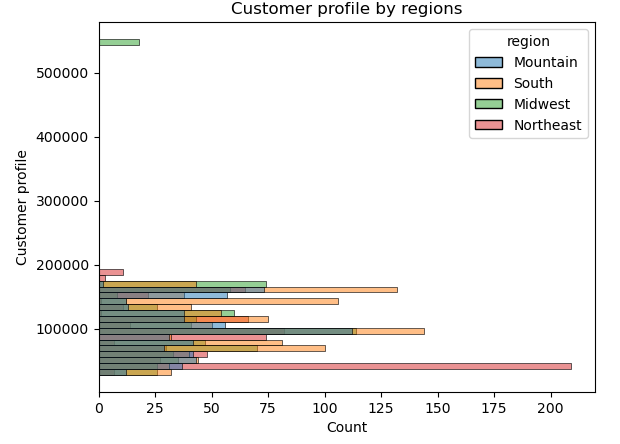 Customer profile by regions
region
Mountain
South
Midwest
Northeast
500000
400000
300000
200000
100000
Customer profile
0 25 50 75 100 125 150 175 200
Count